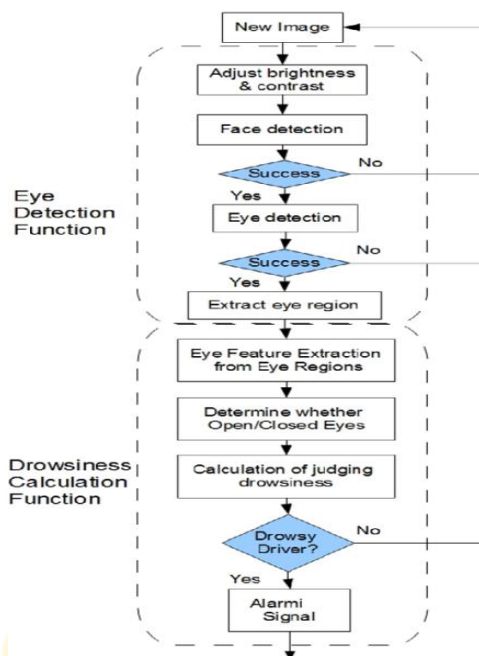 New Image
Adjust brightness
& contrast
Face detection
Success
No
Yes
Eye detection
Success
No
Yes
Extract eye region
Eye
Detection
Function
Eye Feature Extraction
from Eye Regions
Determine whether
Open/Closed Eyes
Calculation of judging
drowsiness
Drowsy
Driver?
No
Yes
Alarmi
Signal
Drowsiness
Calculation
Function